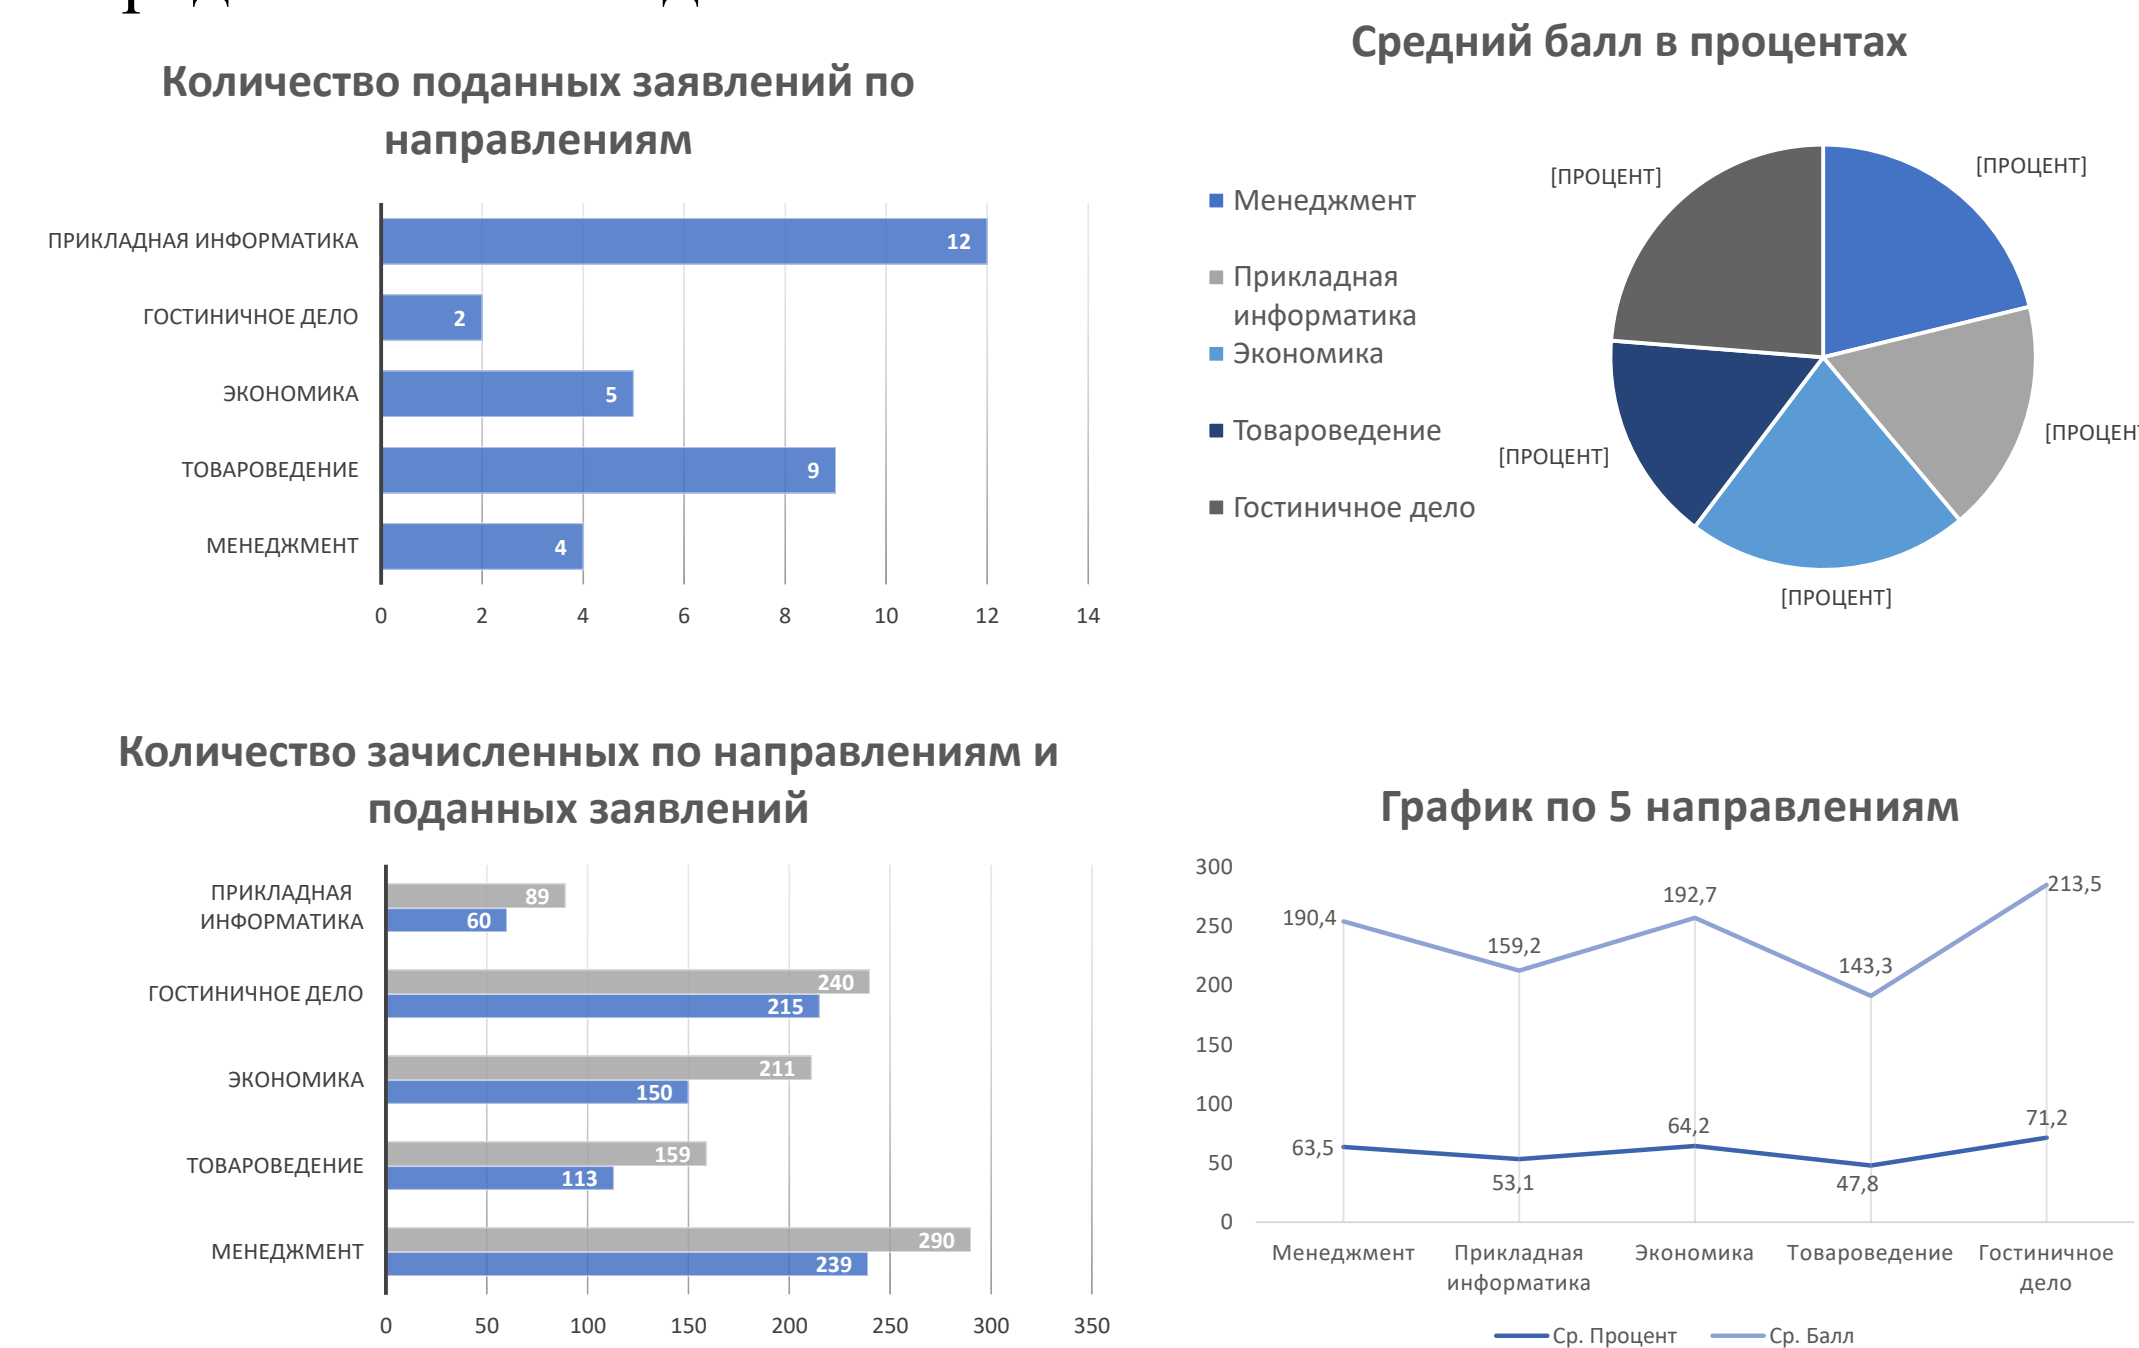 Количество поданных заявлений по
направлениям
ПРИКЛАДНАЯ ИНФОРМАТИКА
12
ГОСТИНИЧНОЕ ДЕЛО
2
ЭКОНОМИКА
5
ТОВАРОВЕДЕНИЕ
9
МЕНЕДЖМЕНТ
4
0 2 4 6 8 10 12 14
Средний балл в процентах
Менеджмент
Прикладная
информатика
Экономика
Товароведение
Гостиничное дело
[ПРОЦЕНТ]
[ПРОЦЕНТ]
[ПРОЦЕН
[ПРОЦЕНТ]
[ПРОЦЕНТ]
Количество зачисленных по направлениям и
поданных заявлений
ПРИКЛАДНАЯ
ИНФОРМАТИКА
89
60
ГОСТИНИЧНОЕ ДЕЛО
240
215
ЭКОНОМИКА
211
150
ТОВАРОВЕДЕНИЕ
159
113
МЕНЕДЖМЕНТ
290
239
0 50 100 150 200 250 300 350
График по 5 направлениям
300
250
200
150
100
50
0
190,4
159,2
192,7
143,3
213,5
63,5
53,1
64,2
47,8
71,2
Менеджмент
Прикладная
информатика
Экономика
Товароведение
Гостиничное
дело
Ср. Процент
Ср. Балл